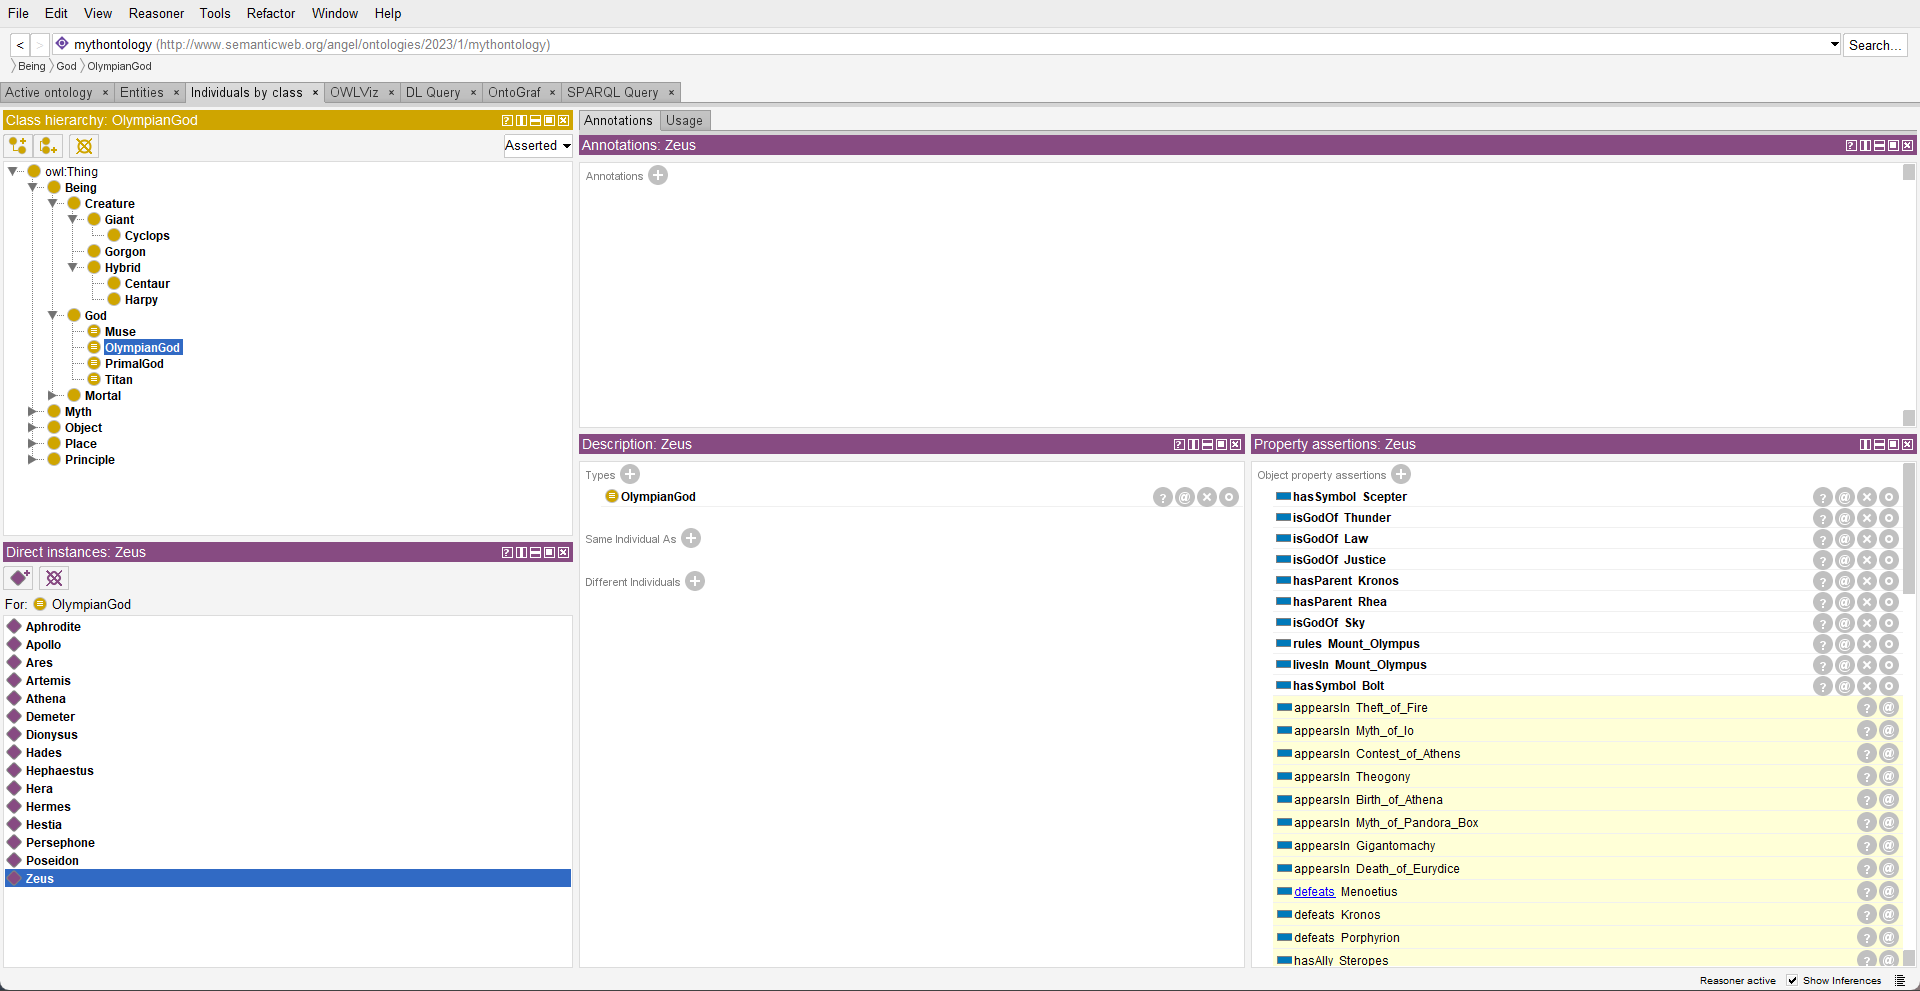 File Edit View Reasoner Tools Refactor Window Help
< > mythontology (http://www.semanticweb.org/angel/ontologies/2023/1/mythontology) Search...
Being God OlympianGod
Active ontology × Entities × Individuals by class × OWLViz × DL Query × OntoGraf × SPARQL Query ×
Class hierarchy: OlympianGod
Asserted
owl:Thing
Being
Creature
Giant
Cyclops
Gorgon
Hybrid
Centaur
Harpy
God
Muse
OlympianGod
PrimalGod
Titan
Mortal
Myth
Object
Place
Principle
Direct instances: Zeus
For: OlympianGod
Aphrodite
Apollo
Ares
Artemis
Athena
Demeter
Dionysus
Hades
Hephaestus
Hera
Hermes
Hestia
Persephone
Poseidon
Zeus
Annotations Usage
Annotations: Zeus
Annotations
Description: Zeus
Types
OlympianGod
Same Individual As
Different Individuals
Property assertions: Zeus
Object property assertions
hasSymbol Scepter
isGodOf Thunder
isGodOf Law
isGodOf Justice
hasParent Kronos
hasParent Rhea
isGodOf Sky
rules Mount_Olympus
livesIn Mount_Olympus
hasSymbol Bolt
appearsIn Theft_of_Fire
appearsIn Myth_of_Io
appearsIn Contest_of_Athens
appearsIn Theogony
appearsIn Birth_of_Athena
appearsIn Myth_of_Pandora_Box
appearsIn Gigantomachy
appearsIn Death_of_Eurydice
defeats Menoetius
defeats Kronos
defeats Porphyrion
hasAlly Steropes
Reasoner active Show Inferences